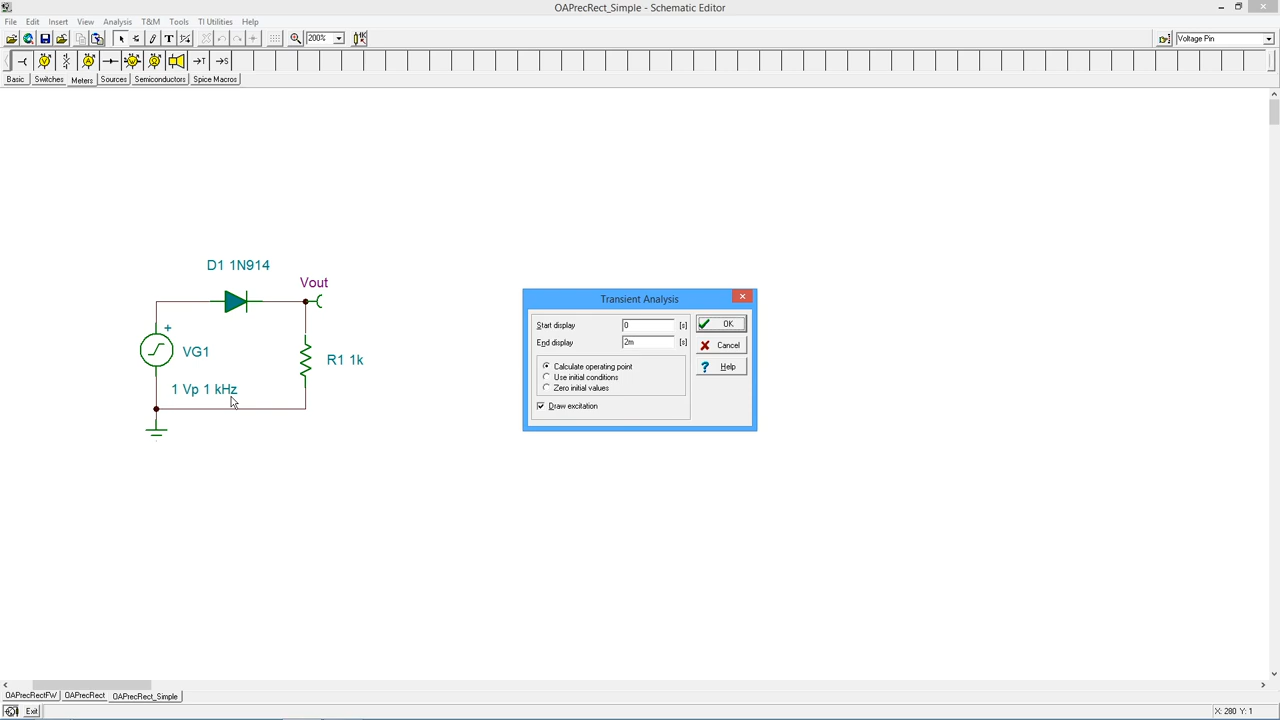 OAPrecRect_Simple - Schematic Editor
File Edit Insert View Analysis T&M Tools TI Utilities Help
200% Voltage Pin
Basic Switches Meters Sources Semiconductors Spice Macros
D1 1N914
Vout
+
VG1
R1 1k
1 Vp 1 kHz
Transient Analysis
Start display 0 [s] OK
End display 2m [s] Cancel
Calculate operating point ? Help
Use initial conditions
Zero initial values
Draw excitation
OAPrecRectFW OAPrecRect OAPrecRect_Simple
Exit X: 280 Y: 1